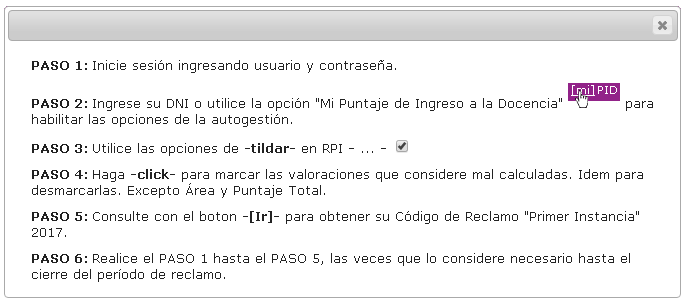 PASO 1: Inicie sesión ingresando usuario y contraseña.
PASO 2: Ingrese su DNI o utilice la opción "Mi Puntaje de Ingreso a la Docencia" [mi]PID para
habilitar las opciones de la autogestión.
PASO 3: Utilice las opciones de -tildar- en RPI - ... -
PASO 4: Haga -click- para marcar las valoraciones que considere mal calculadas. Idem para
desmarcarlas. Excepto Área y Puntaje Total.
PASO 5: Consulte con el boton -[Ir]- para obtener su Código de Reclamo "Primer Instancia"
2017.
PASO 6: Realice el PASO 1 hasta el PASO 5, las veces que lo considere necesario hasta el
cierre del período de reclamo.